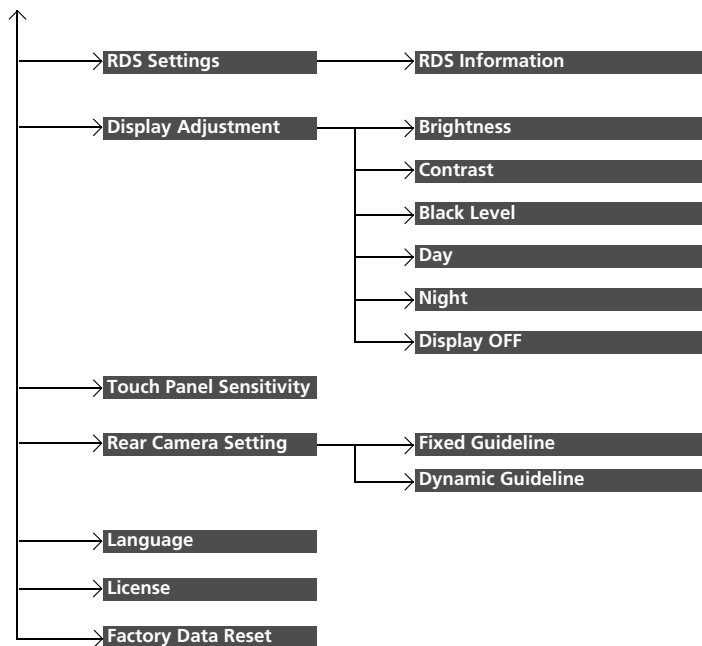 RDS Settings
RDS Information
Display Adjustment
Brightness
Contrast
Black Level
Day
Night
Display OFF
Touch Panel Sensitivity
Rear Camera Setting
Fixed Guideline
Dynamic Guideline
Language
License
Factory Data Reset